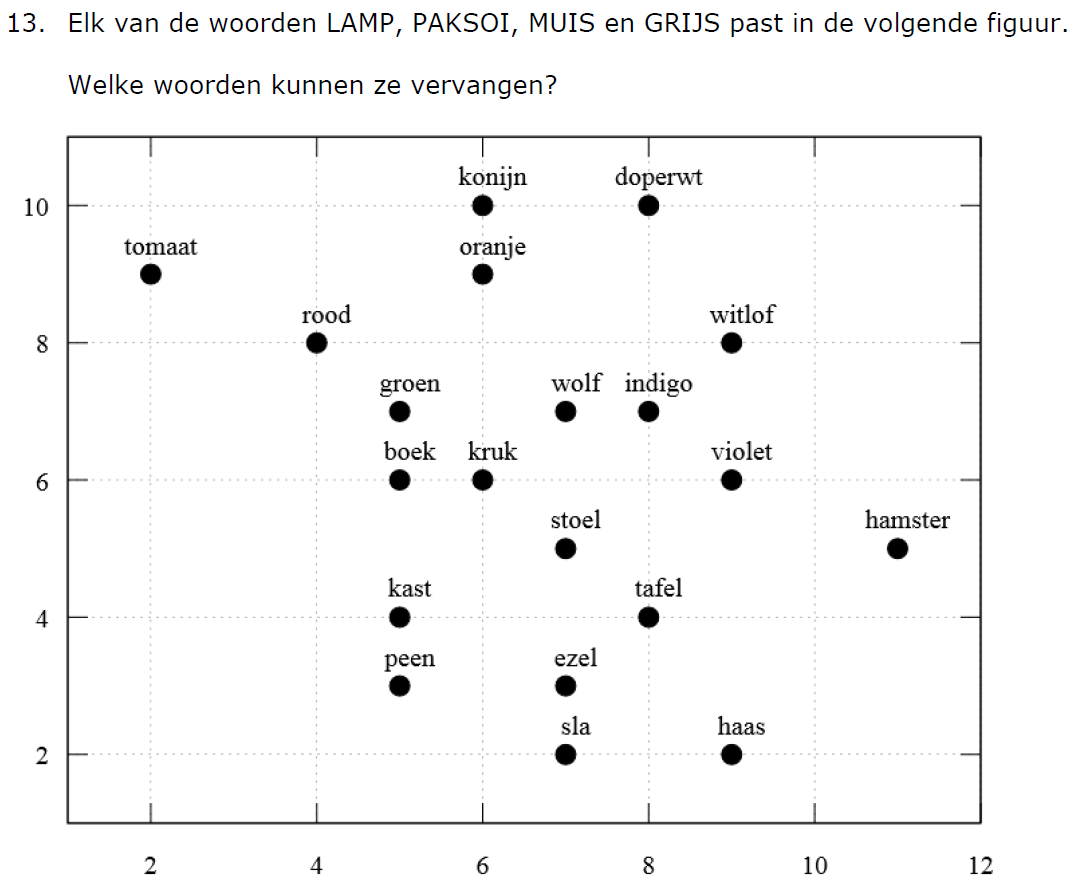 13. Elk van de woorden LAMP, PAKSOI, MUIS en GRIJS past in de volgende figuur.
Welke woorden kunnen ze vervangen?
konijn doperwt
10
tomaat oranje
rood witlof
8
groen wolf indigo
boek kruk violet
6
stoel hamster
kast tafel
4
peen ezel
sla haas
2
2 4 6 8 10 12